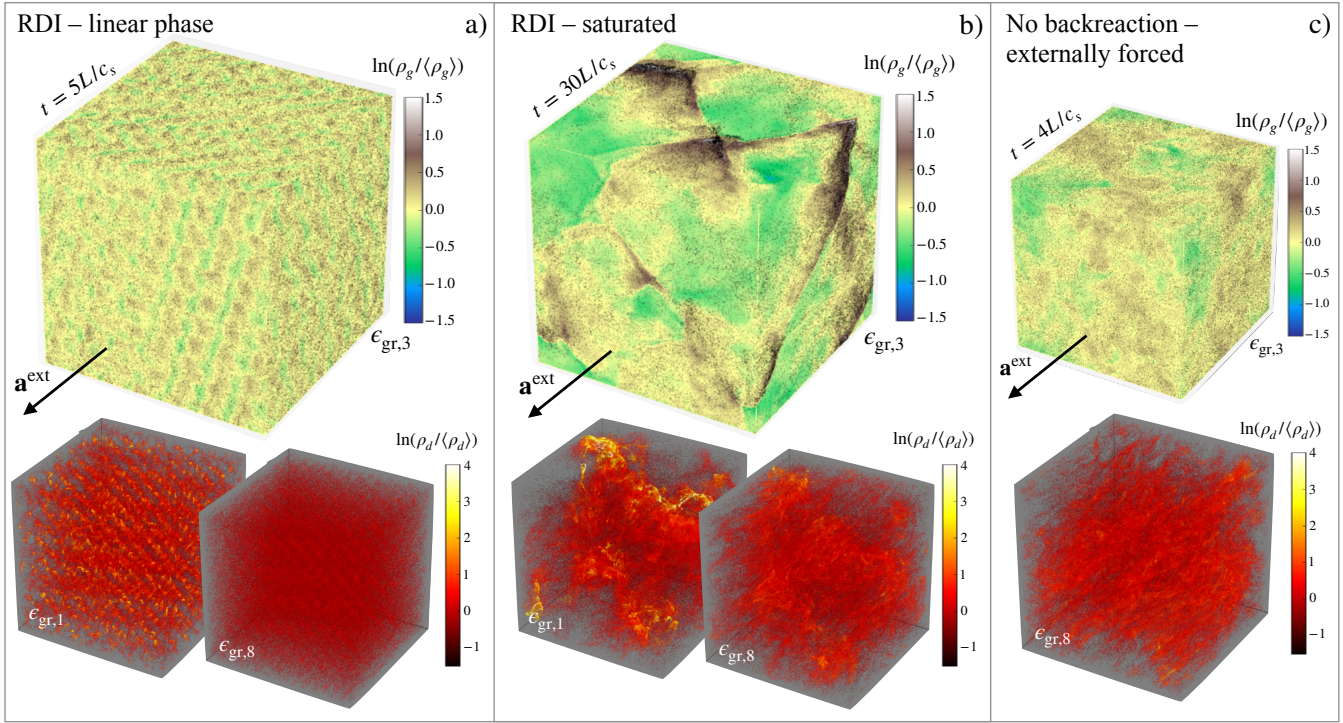 RDI – linear phase
a)
t = 5L/c_s
ln(ρ_g/⟨ρ_g⟩)
1.5
1.0
0.5
0.0
−0.5
−1.0
−1.5
ϵ_gr,3
a^ext
ln(ρ_d/⟨ρ_d⟩)
4
3
2
1
0
−1
ϵ_gr,1
ϵ_gr,8
RDI – saturated
b)
t = 30L/c_s
ln(ρ_g/⟨ρ_g⟩)
1.5
1.0
0.5
0.0
−0.5
−1.0
−1.5
ϵ_gr,3
a^ext
ln(ρ_d/⟨ρ_d⟩)
4
3
2
1
0
−1
ϵ_gr,1
ϵ_gr,8
No backreaction –
externally forced
c)
t = 4L/c_s
ln(ρ_g/⟨ρ_g⟩)
1.5
1.0
0.5
0.0
−0.5
−1.0
−1.5
ϵ_gr,3
a^ext
ln(ρ_d/⟨ρ_d⟩)
4
3
2
1
0
−1
ϵ_gr,8